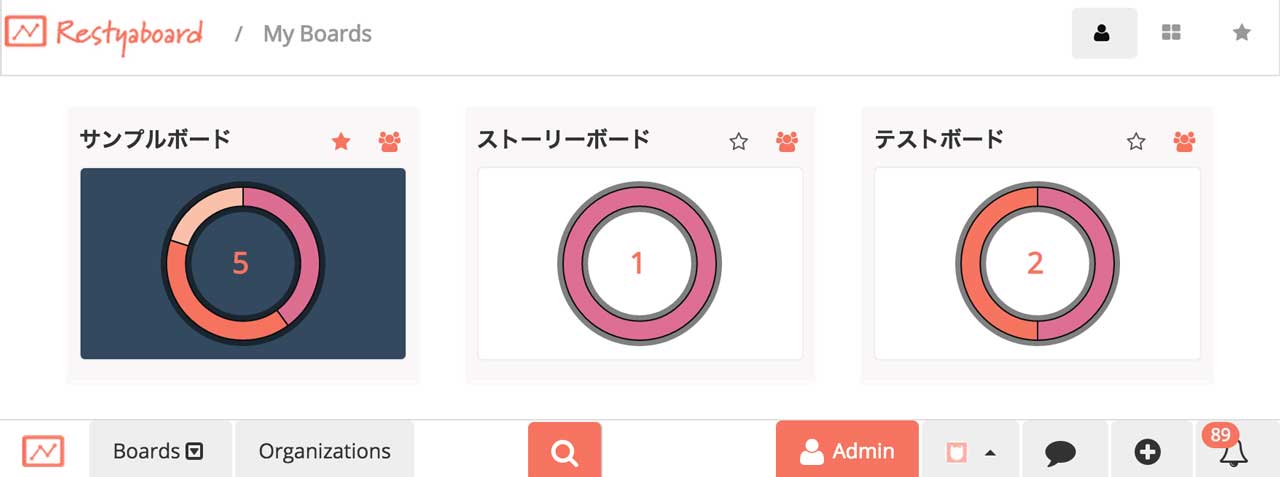 Restyaboard / My Boards
サンプルボード
ストーリーボード
テストボード
5
1
2
Boards
Organizations
Admin
89